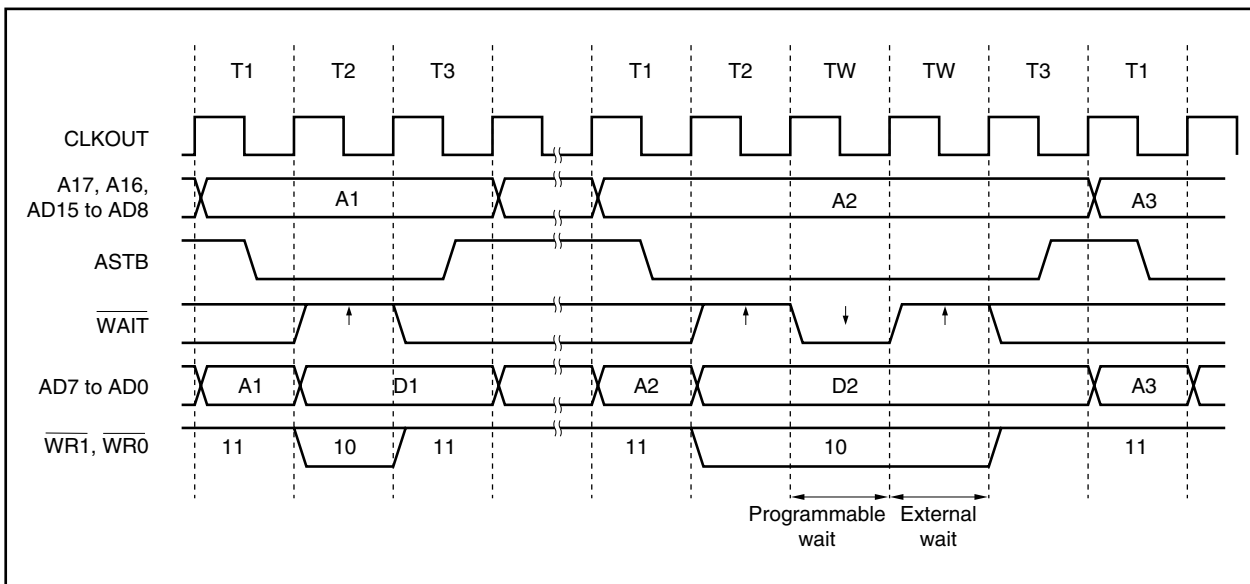 T1 T2 T3 T1 T2 TW TW T3 T1
CLKOUT
A17, A16,
AD15 to AD8
A1 A2 A3
ASTB
WAIT
AD7 to AD0 A1 D1 A2 D2 A3
WR1, WR0 11 10 11 11 10 11
Programmable
wait
External
wait